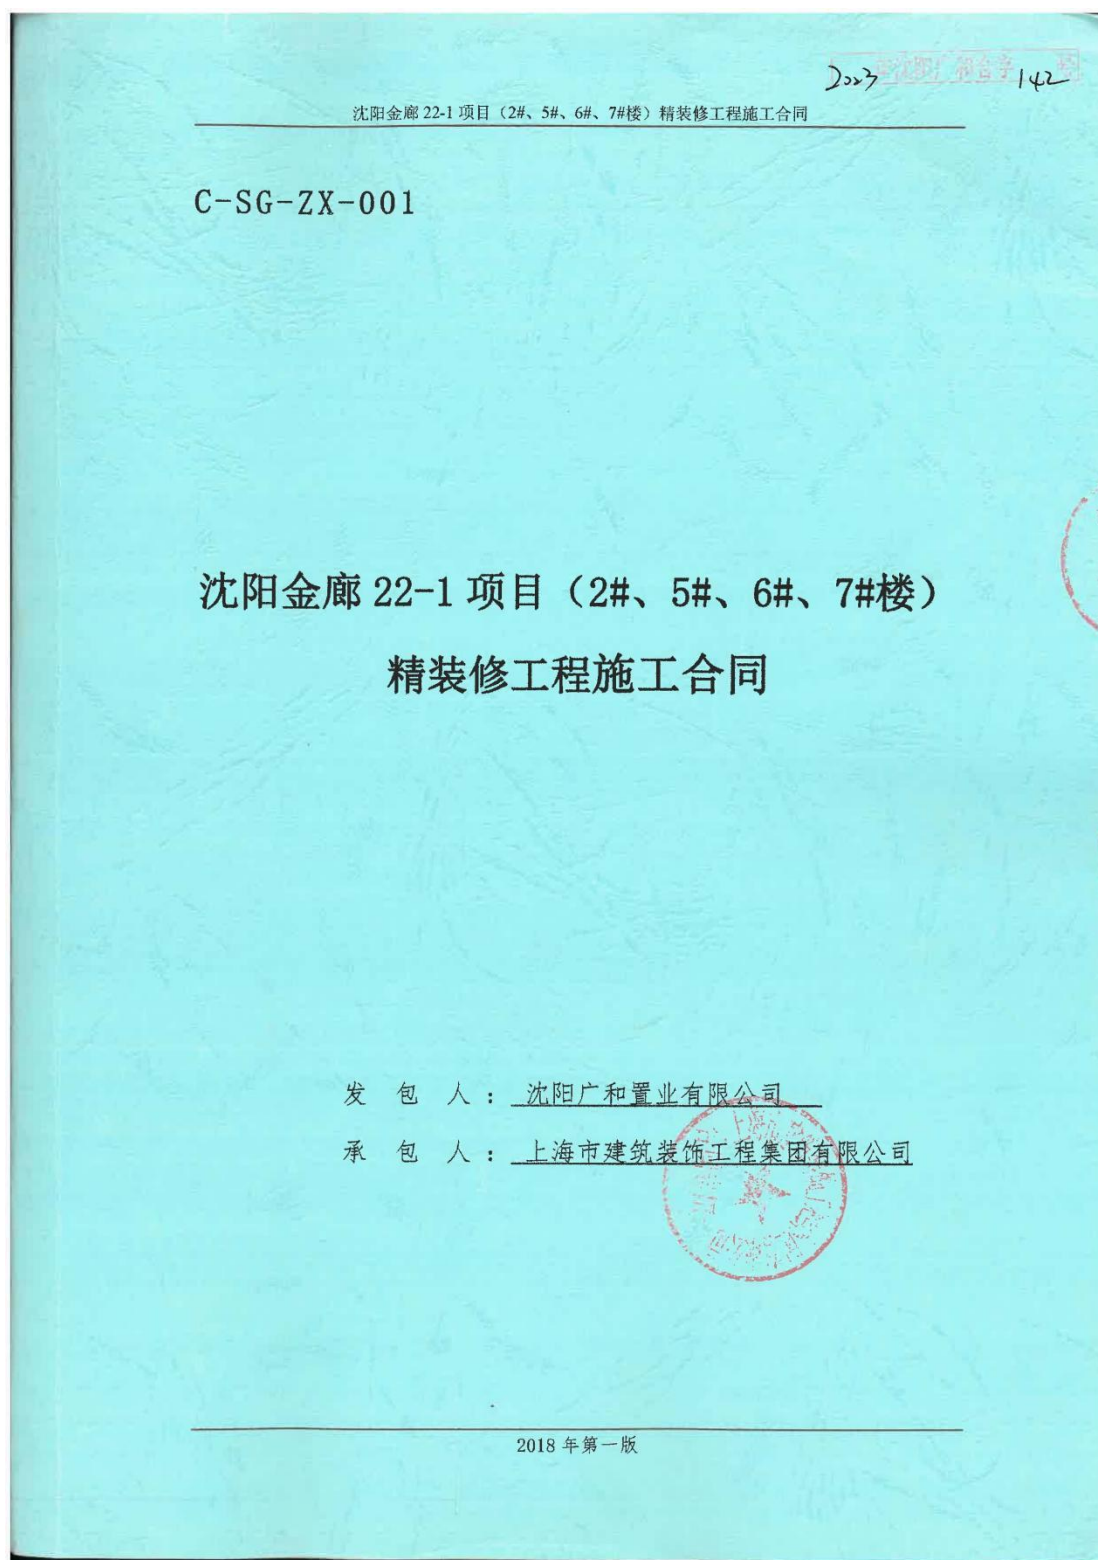 2023 142
沈阳金廊 22-1 项目（2#、5#、6#、7#楼）精装修工程施工合同
C-SG-ZX-001
沈阳金廊 22-1 项目（2#、5#、6#、7#楼）
精装修工程施工合同
发 包 人：沈阳广和置业有限公司
承 包 人：上海市建筑装饰工程集团有限公司
2018 年第一版